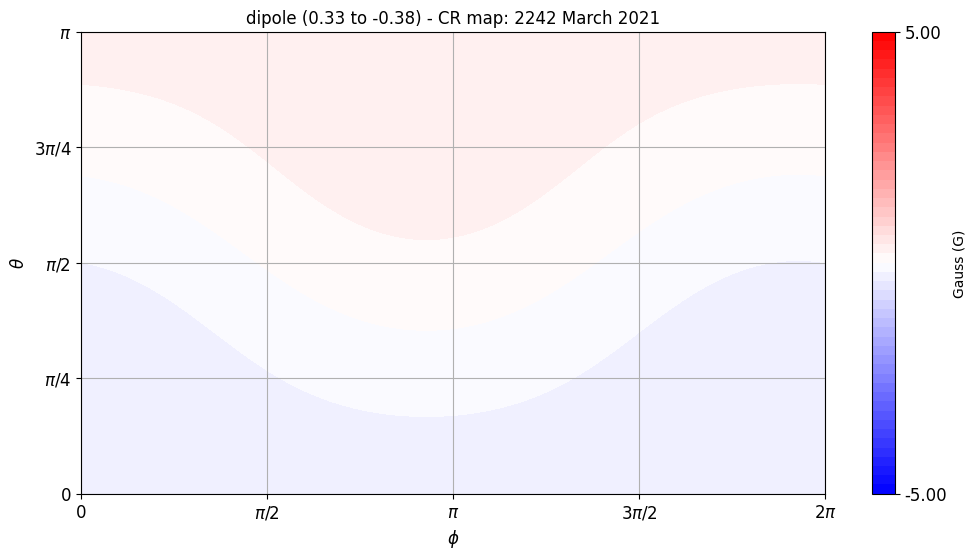 dipole (0.33 to -0.38) - CR map: 2242 March 2021
π
3π/4
π/2
π/4
0
θ
0
π/2
π
3π/2
2π
ϕ
5.00
-5.00
Gauss (G)